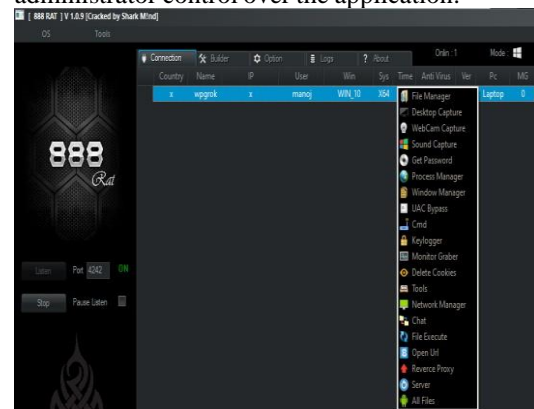 administrator control over the application.
[ 888 RAT ] V 1.0.9 [Cracked by Shark M!nd]
OS Tools
Connection Builder Option Logs ? About Onlin : 1 Mode :
Country Name IP User Win Sys Time Anti Virus Ver Pc MG
x wpgrok x manoj WIN_10 X64 Laptop 0
File Manager
Desktop Capture
WebCam Capture
Sound Capture
Get Password
Process Manager
Window Manager
UAC Bypass
Cmd
Keylogger
Monitor Graber
Delete Cookies
Tools
Network Manager
Chat
File Execute
Open Url
Reverce Proxy
Server
All Files
888
Rat
Listen Port 4242 ON
Stop Pause Listen